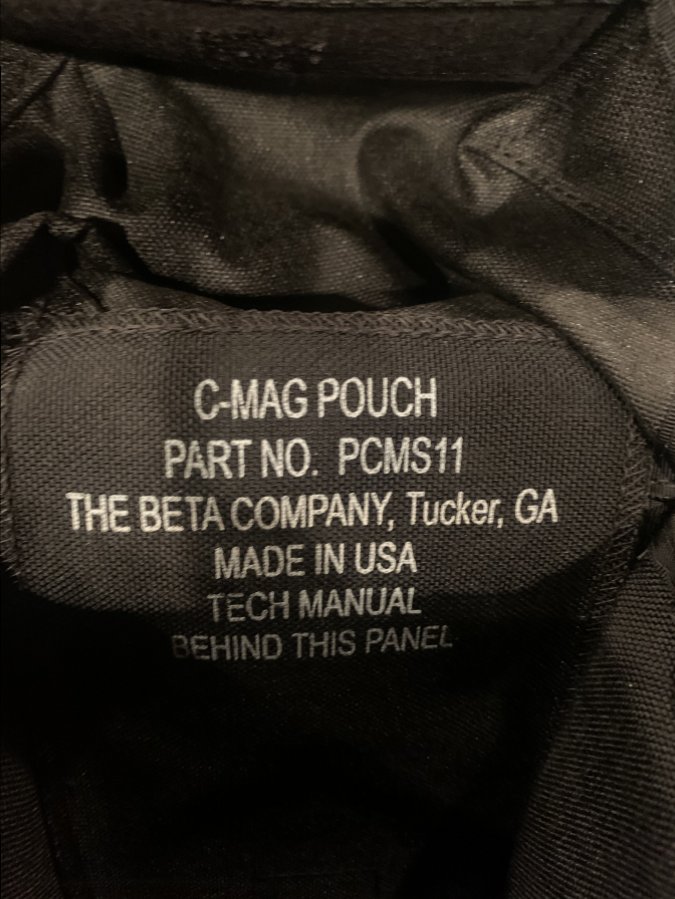 C-MAG POUCH
PART NO. PCMS11
THE BETA COMPANY, Tucker, GA
MADE IN USA
TECH MANUAL
BEHIND THIS PANEL